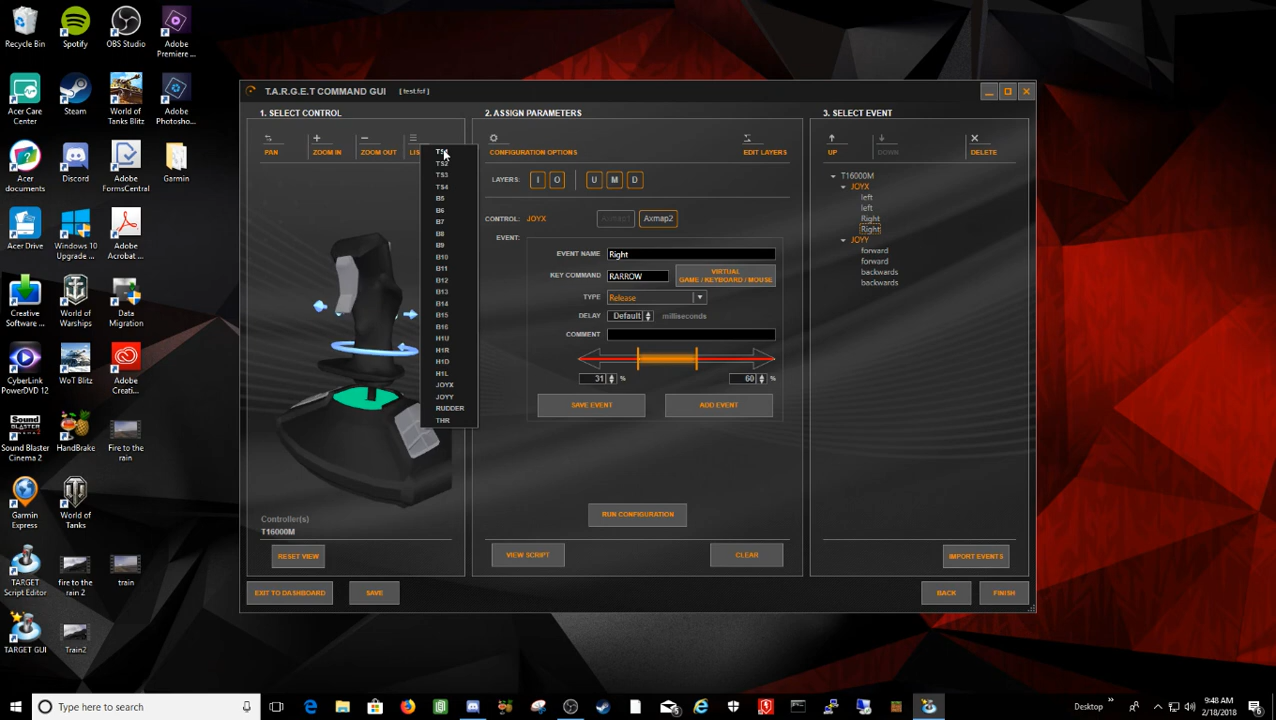 Recycle Bin
Spotify
OBS Studio
Adobe
Premiere ...
Acer Care
Center
Steam
World of
Tanks Blitz
Adobe
Photosho...
Acer
documents
Discord
Adobe
FormsCentral
Garmin
Acer Drive
Windows 10
Upgrade ...
Adobe
Acrobat ...
Creative
Software ...
World of
Warships
Data
Migration
CyberLink
PowerDVD 12
WoT Blitz
Adobe
Creati...
Sound Blaster
Cinema 2
HandBrake
Fire to the
rain
Garmin
Express
World of
Tanks
TARGET
Script Editor
fire to the
rain 2
train
TARGET GUI
Train2
T.A.R.G.E.T COMMAND GUI [ test.fcf ]
1. SELECT CONTROL
PAN
ZOOM IN
ZOOM OUT
LIS
TS1
TS2
TS3
TS4
B5
B6
B7
B8
B9
B10
B11
B12
B13
B14
B15
B16
H1U
H1R
H1D
H1L
JOYX
JOYY
RUDDER
THR
Controller(s)
T16000M
RESET VIEW
EXIT TO DASHBOARD
SAVE
2. ASSIGN PARAMETERS
CONFIGURATION OPTIONS
EDIT LAYERS
LAYERS: I O U M D
CONTROL: JOYX Axmap1 Axmap2
EVENT:
EVENT NAME Right
KEY COMMAND RARROW
VIRTUAL
GAME / KEYBOARD / MOUSE
TYPE Release
DELAY Default milliseconds
COMMENT
31 %
60 %
SAVE EVENT
ADD EVENT
RUN CONFIGURATION
VIEW SCRIPT
CLEAR
3. SELECT EVENT
UP
DOWN
DELETE
T16000M
JOYX
left
left
Right
Right
JOYY
forward
forward
backwards
backwards
IMPORT EVENTS
BACK
FINISH
Type here to search
Desktop
9:48 AM
2/18/2018